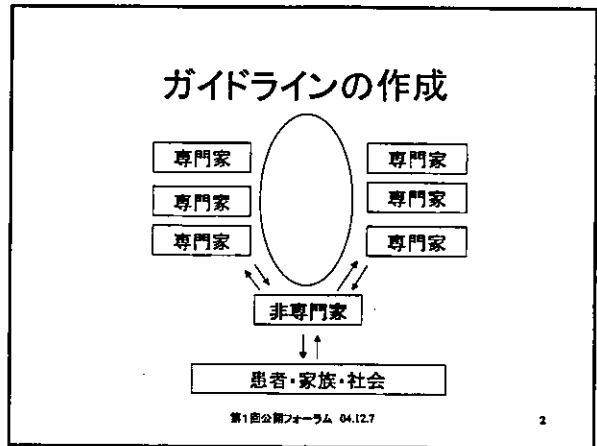 ガイドラインの作成
専門家 専門家
専門家 専門家
専門家 専門家
非専門家
患者・家族・社会
第1回公開フォーラム 04.12.7 2